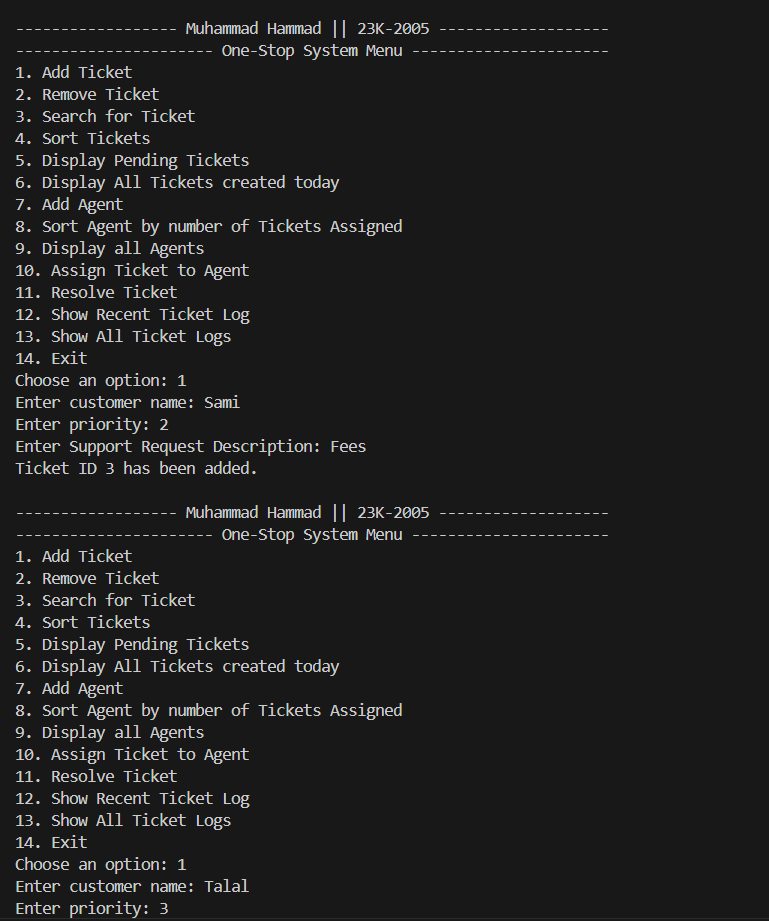 ------------------ Muhammad Hammad || 23K-2005 -------------------
---------------------- One-Stop System Menu ----------------------
1. Add Ticket
2. Remove Ticket
3. Search for Ticket
4. Sort Tickets
5. Display Pending Tickets
6. Display All Tickets created today
7. Add Agent
8. Sort Agent by number of Tickets Assigned
9. Display all Agents
10. Assign Ticket to Agent
11. Resolve Ticket
12. Show Recent Ticket Log
13. Show All Ticket Logs
14. Exit
Choose an option: 1
Enter customer name: Sami
Enter priority: 2
Enter Support Request Description: Fees
Ticket ID 3 has been added.
------------------ Muhammad Hammad || 23K-2005 -------------------
---------------------- One-Stop System Menu ----------------------
1. Add Ticket
2. Remove Ticket
3. Search for Ticket
4. Sort Tickets
5. Display Pending Tickets
6. Display All Tickets created today
7. Add Agent
8. Sort Agent by number of Tickets Assigned
9. Display all Agents
10. Assign Ticket to Agent
11. Resolve Ticket
12. Show Recent Ticket Log
13. Show All Ticket Logs
14. Exit
Choose an option: 1
Enter customer name: Talal
Enter priority: 3